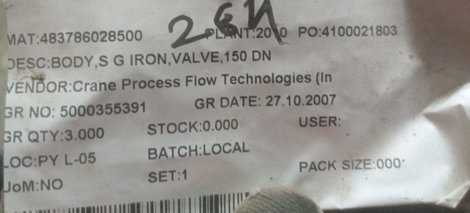 MAT:483786028500 PLANT:2010 PO:4100021803
DESC:BODY,S G IRON,VALVE,150 DN
VENDOR:Crane Process Flow Technologies (In
GR NO: 5000355391 GR DATE: 27.10.2007
GR QTY:3.000 STOCK:0.000 USER:
LOC:PY L-05 BATCH:LOCAL
UoM:NO SET:1 PACK SIZE:000